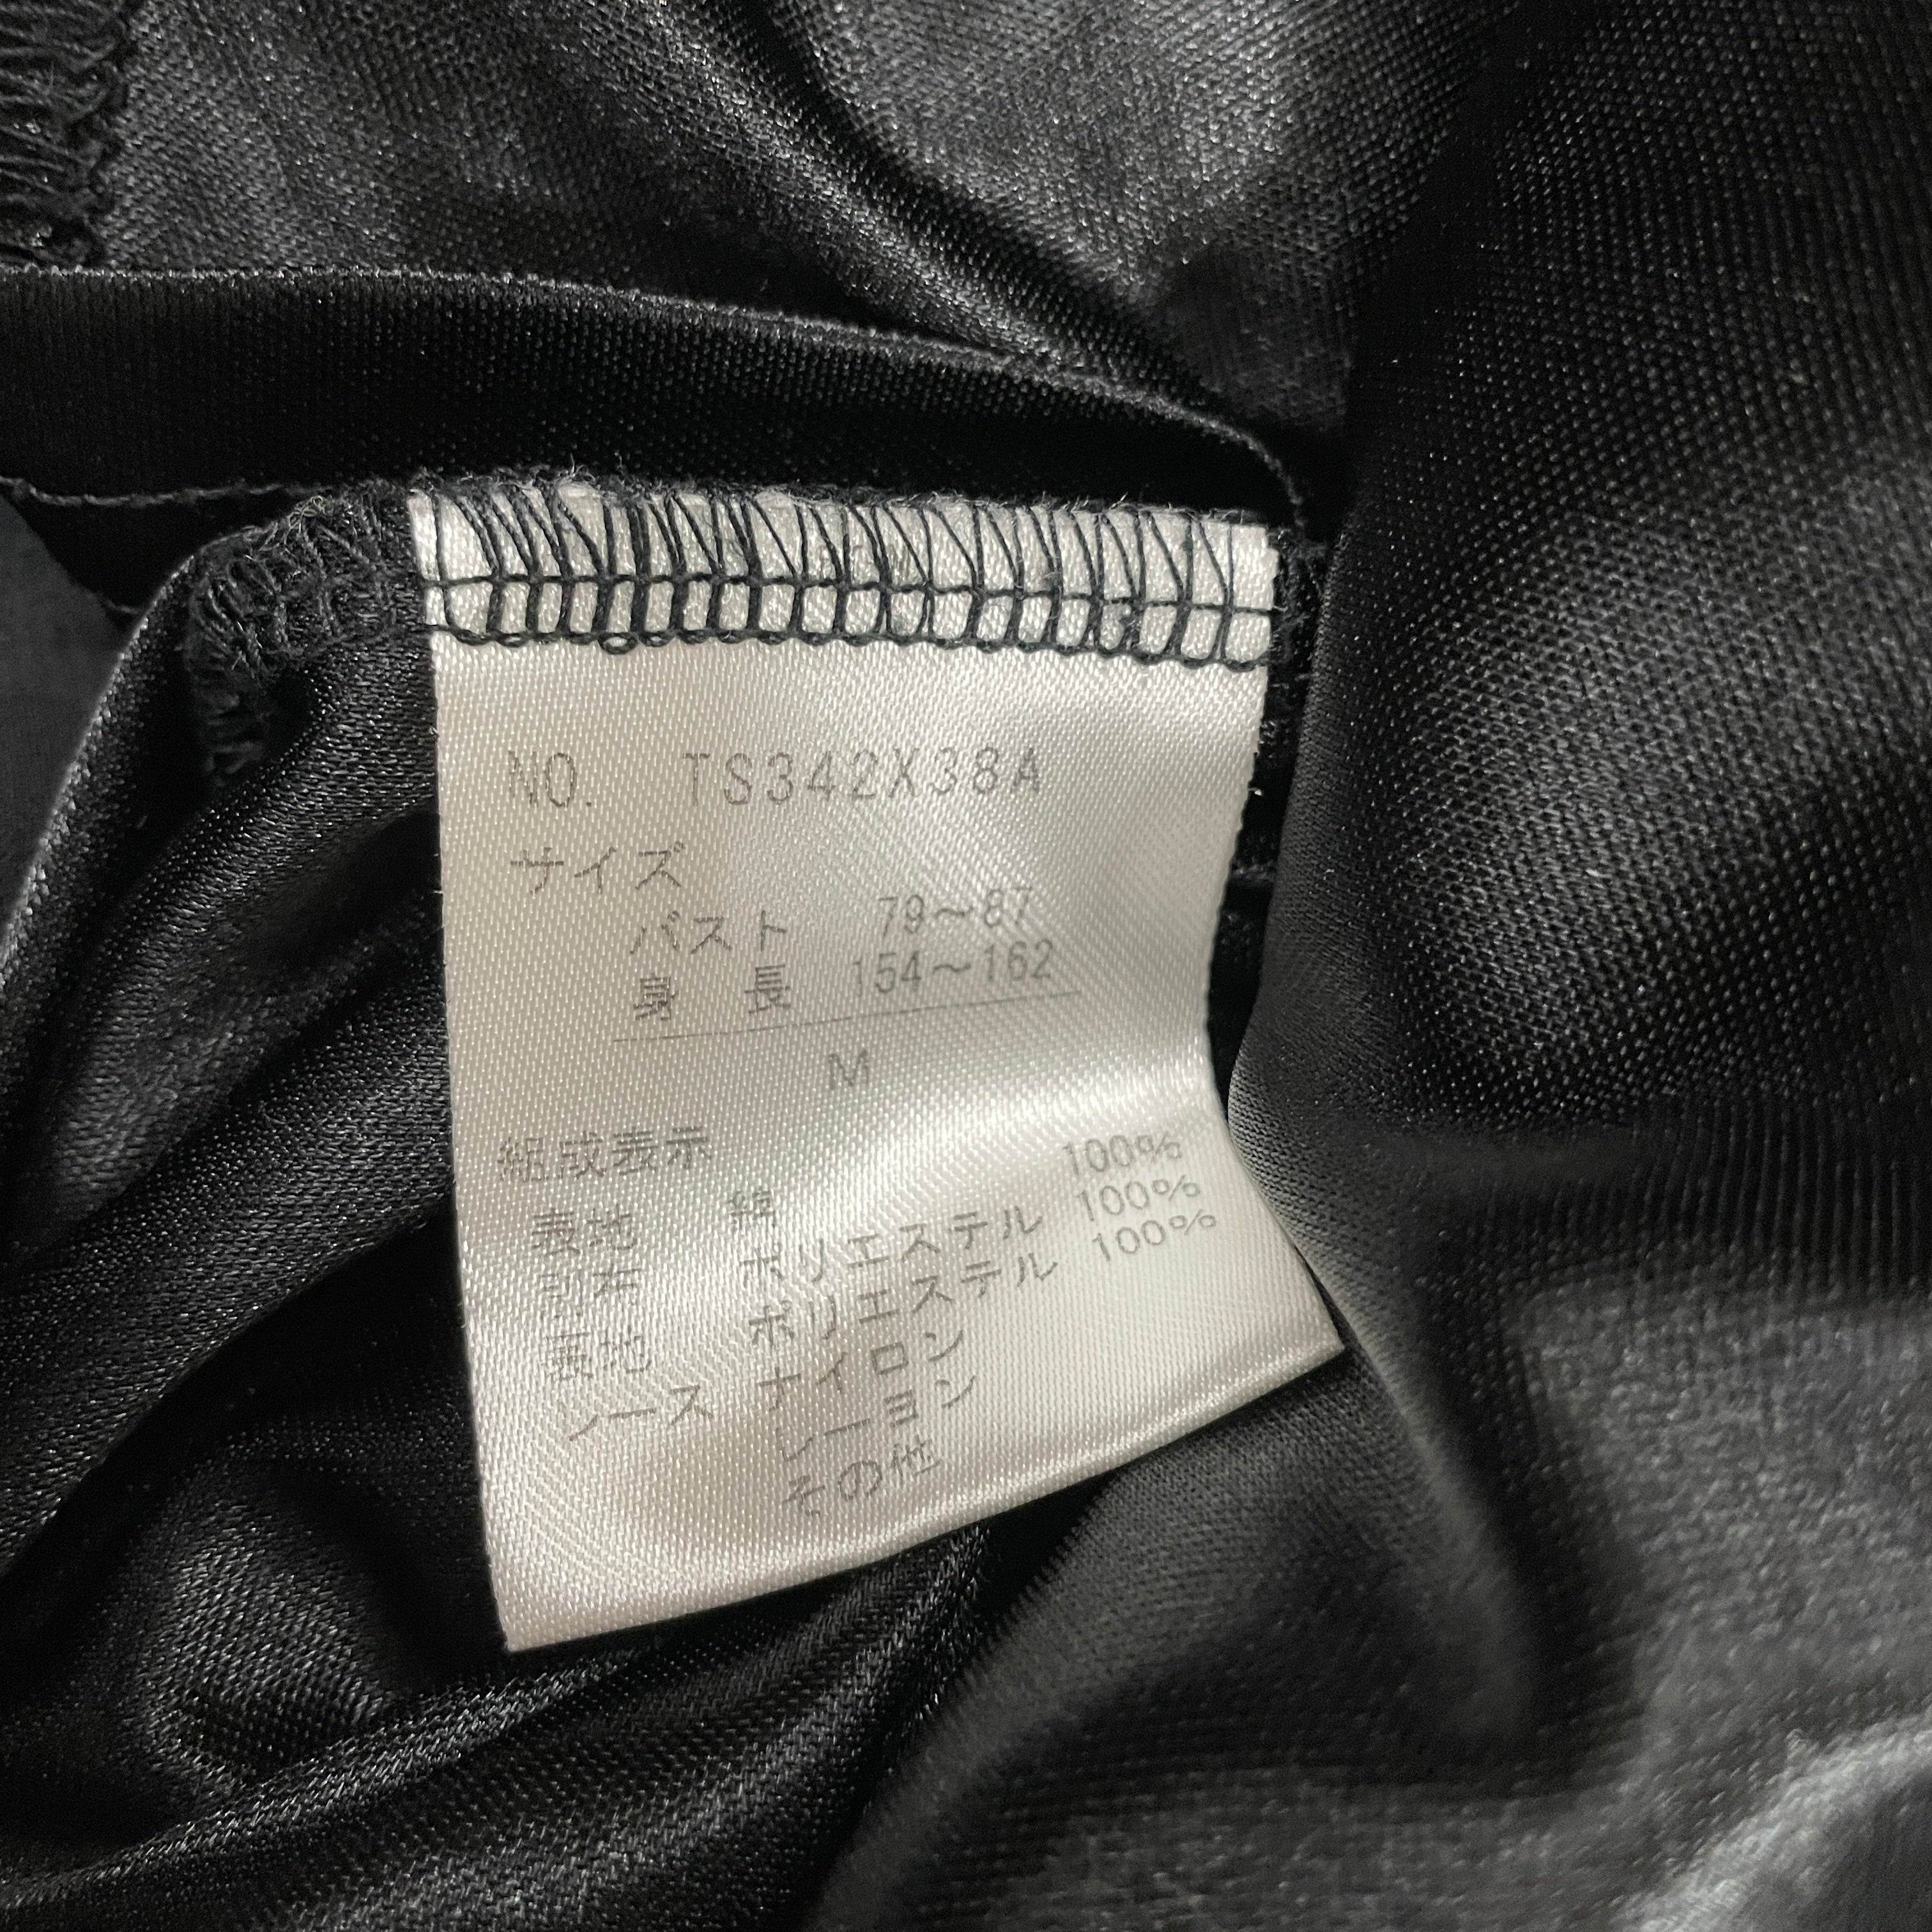 NO. TS342X38A
サイズ
バスト 79～87
身長 154～162
M
組成表示
表地 綿 100%
別布 ポリエステル 100%
裏地 ポリエステル 100%
レース ナイロン
レーヨン
その他